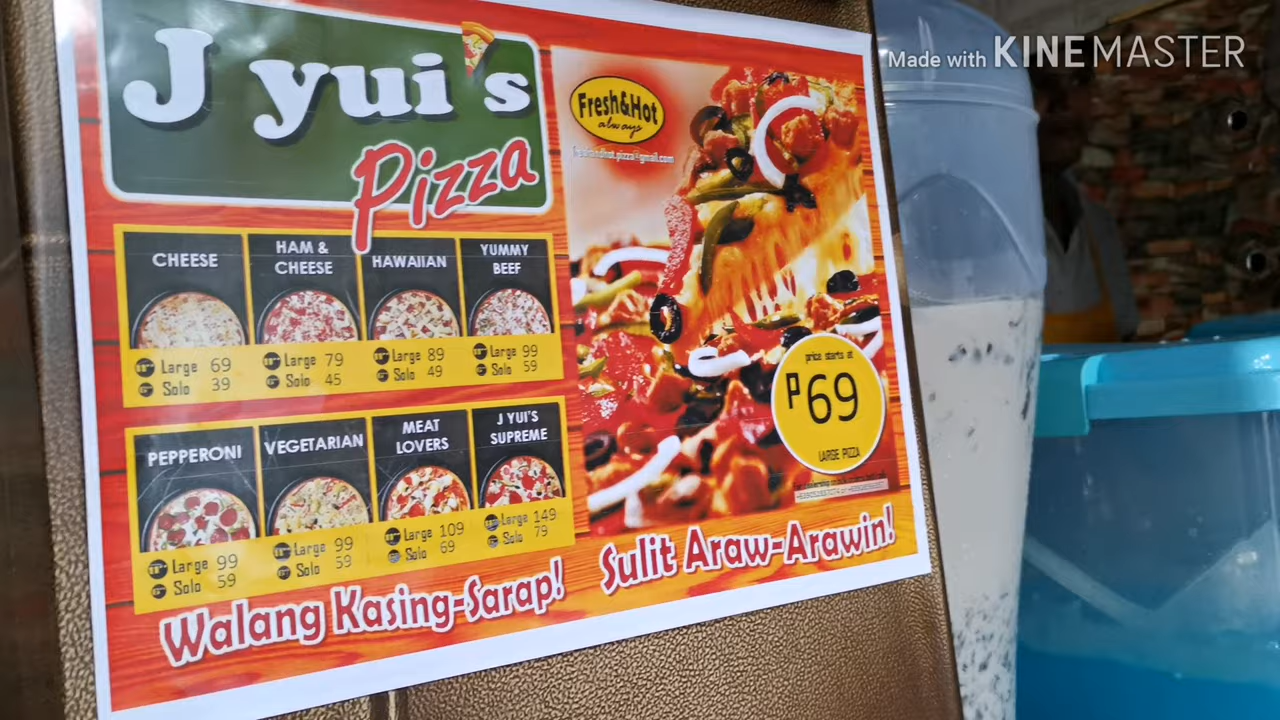 Made with KINEMASTER
J yui's
Pizza
Fresh&Hot
always
CHEESE
Large 69
Solo 39
HAM &
CHEESE
Large 79
Solo 45
HAWAIIAN
Large 89
Solo 49
YUMMY
BEEF
Large 99
Solo 59
PEPPERONI
Large 99
Solo 59
VEGETARIAN
Large 99
Solo 59
MEAT
LOVERS
Large 109
Solo 69
J YUI'S
SUPREME
Large 149
Solo 79
price starts at
P69
LARGE PIZZA
Walang Kasing-Sarap!
Sulit Araw-Arawin!